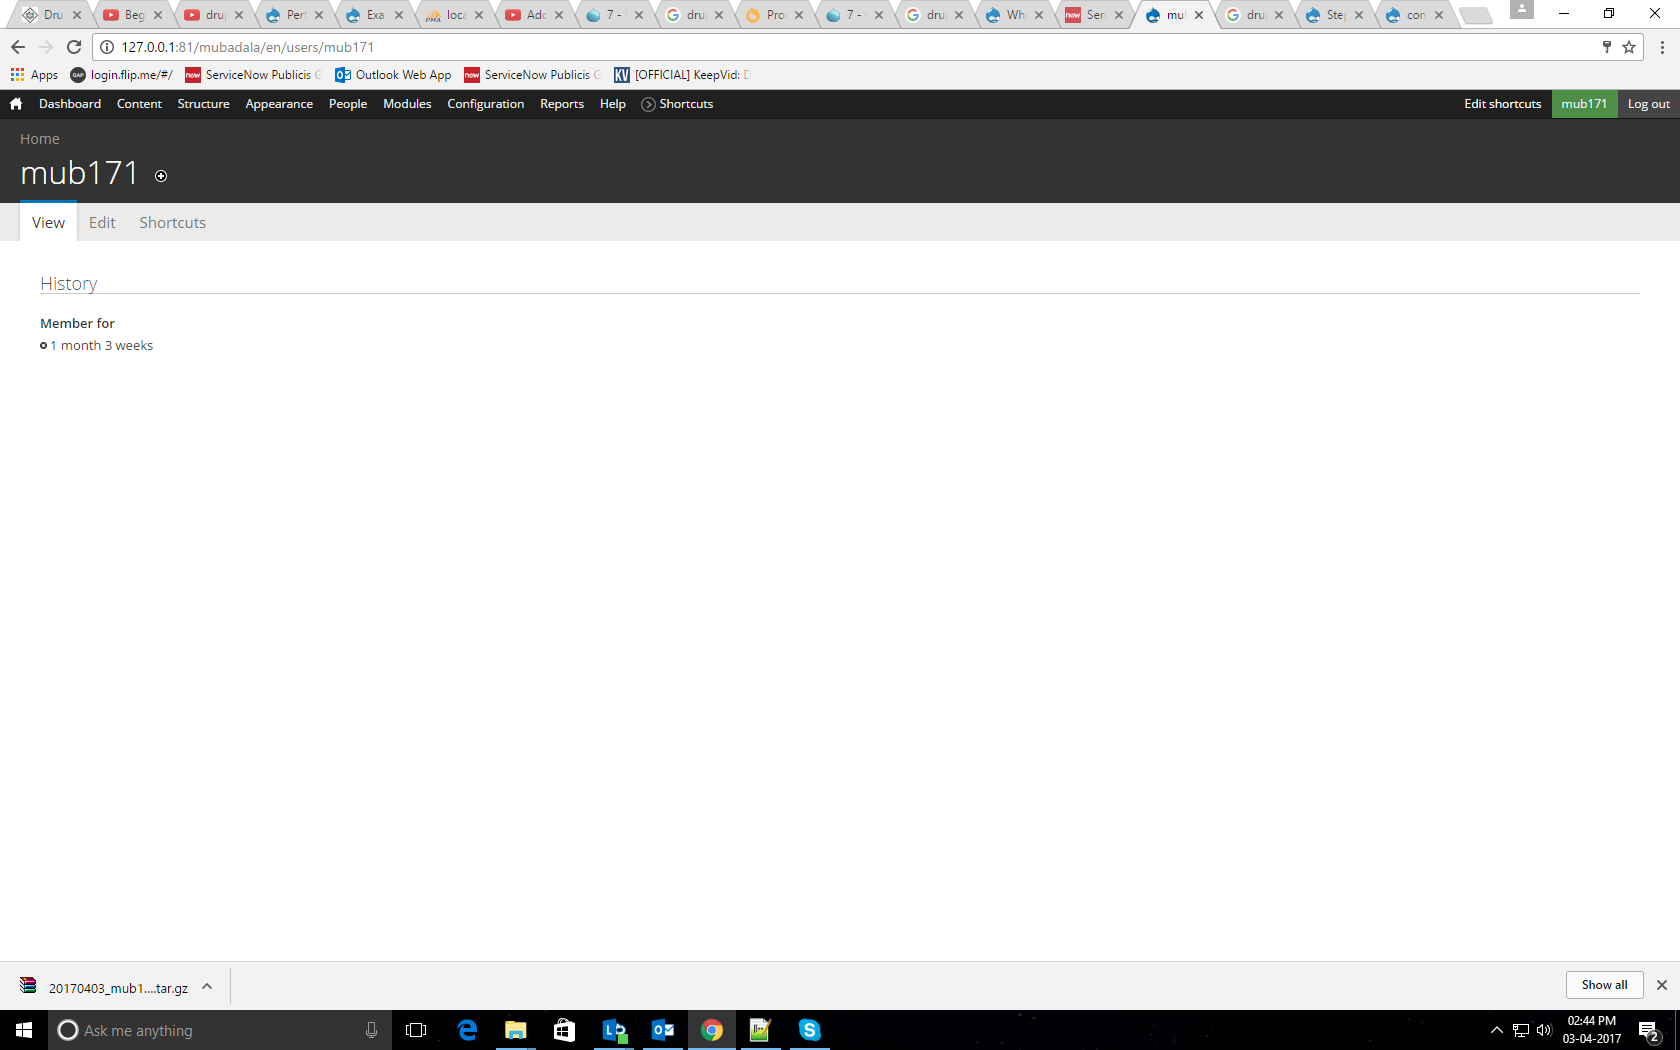 Dru Beg dru Per Exa loca Add 7 - dru Pro 7 - dru Wh Ser mul dru Ste con
127.0.0.1:81/mubadala/en/users/mub171
Apps login.flip.me/#/ ServiceNow Publicis G Outlook Web App ServiceNow Publicis G [OFFICIAL] KeepVid: D
Dashboard Content Structure Appearance People Modules Configuration Reports Help Shortcuts Edit shortcuts mub171 Log out
Home
mub171
View Edit Shortcuts
History
Member for
1 month 3 weeks
20170403_mub1....tar.gz Show all
Ask me anything
02:44 PM
03-04-2017
2